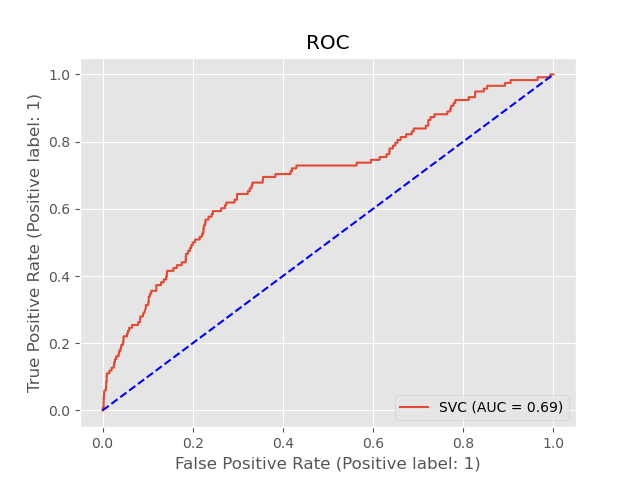 ROC
True Positive Rate (Positive label: 1)
1.0
0.8
0.6
0.4
0.2
0.0
SVC (AUC = 0.69)
0.0 0.2 0.4 0.6 0.8 1.0
False Positive Rate (Positive label: 1)